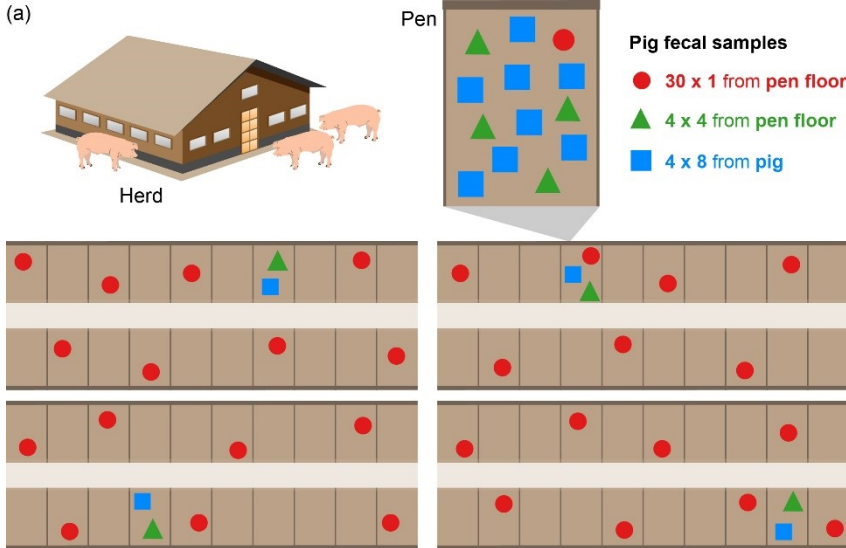 (a)
Pen
Pig fecal samples
30 x 1 from pen floor
4 x 4 from pen floor
4 x 8 from pig
Herd